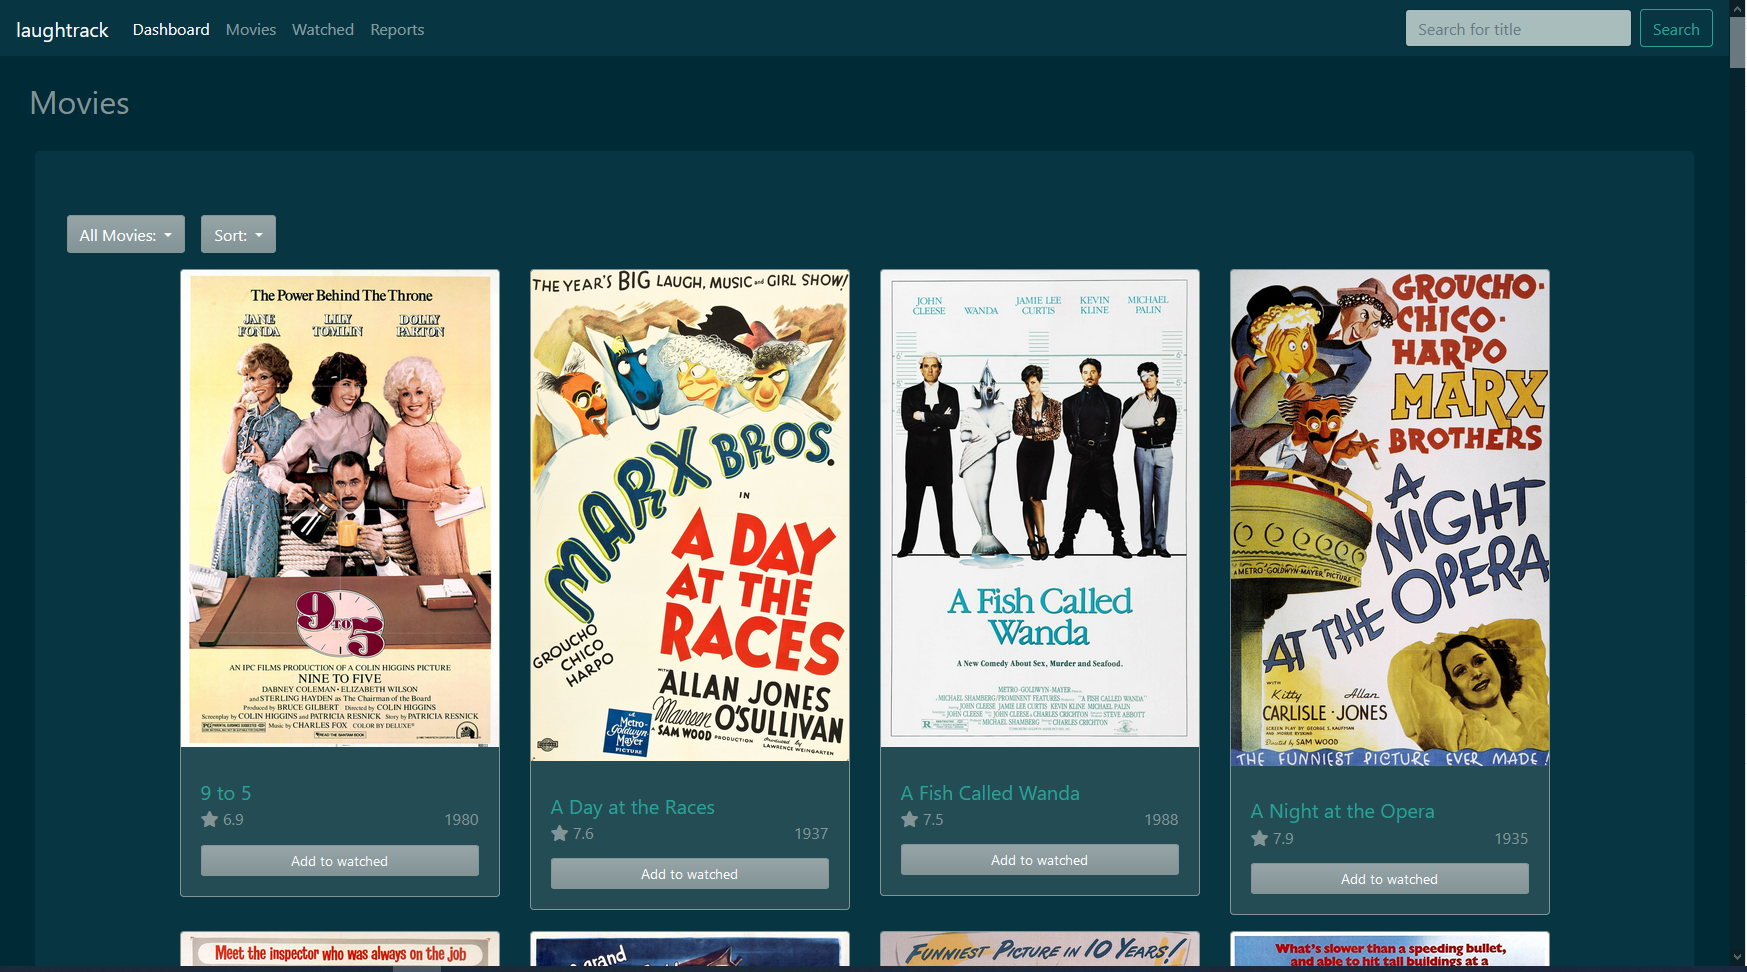 laughtrack Dashboard Movies Watched Reports Search for title Search
Movies
All Movies: Sort:
The Power Behind The Throne
JANE FONDA LILY TOMLIN DOLLY PARTON
9 TO 5
AN IPC FILMS PRODUCTION OF A COLIN HIGGINS PICTURE
NINE TO FIVE
DABNEY COLEMAN · ELIZABETH WILSON
and STERLING HAYDEN as The Chairman of the Board
Produced by BRUCE GILBERT Directed by COLIN HIGGINS
Screenplay by COLIN HIGGINS and PATRICIA RESNICK Story by PATRICIA RESNICK
Music by CHARLES FOX COLOR BY DELUXE®
9 to 5
6.9 1980
Add to watched
THE YEAR'S BIG LAUGH, MUSIC and GIRL SHOW!
MARX BROS.
IN
A DAY
AT THE
RACES
GROUCHO
CHICO
HARPO
WITH
ALLAN JONES
Maureen O'SULLIVAN
A SAM WOOD PRODUCTION
Produced by LAWRENCE WEINGARTEN
A Metro-Goldwyn-Mayer PICTURE
A Day at the Races
7.6 1937
Add to watched
JOHN CLEESE WANDA JAMIE LEE CURTIS KEVIN KLINE MICHAEL PALIN
A Fish Called
Wanda
A New Comedy About Sex, Murder and Seafood.
METRO-GOLDWYN-MAYER
MICHAEL SHAMBERG/PROMINENT FEATURES "A FISH CALLED WANDA"
JOHN CLEESE JAMIE LEE CURTIS KEVIN KLINE MICHAEL PALIN
JOHN CLEESE JOHN CLEESE & CHARLES CRICHTON STEVE ABBOTT
MICHAEL SHAMBERG CHARLES CRICHTON
R
A Fish Called Wanda
7.5 1988
Add to watched
GROUCHO·
CHICO·
HARPO
MARX
BROTHERS
A
NIGHT
AT THE OPERA
A METRO-GOLDWYN-MAYER PICTURE
WITH
Kitty CARLISLE · Allan JONES
SCREEN PLAY BY GEORGE S. KAUFMAN
AND MORRIE RYSKIND
Directed by SAM WOOD
THE FUNNIEST PICTURE EVER MADE!
A Night at the Opera
7.9 1935
Add to watched
Meet the inspector who was always on the job
grand
FUNNIEST PICTURE IN 10 YEARS!
What's slower than a speeding bullet,
and able to hit tall buildings at a